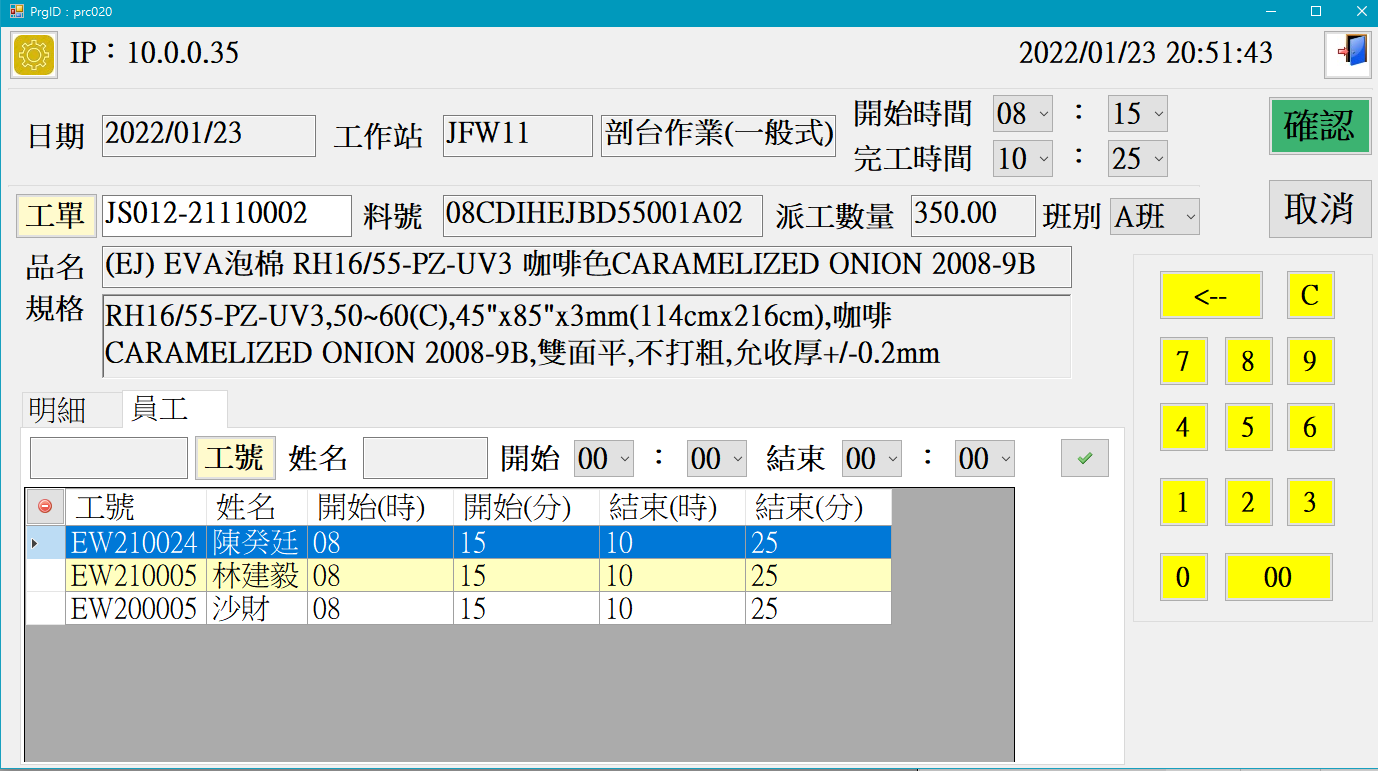 PrgID : prc020
IP：10.0.0.35
2022/01/23 20:51:43
日期 2022/01/23 工作站 JFW11 剖台作業(一般式)
開始時間 08 : 15
完工時間 10 : 25
確認
工單 JS012-21110002 料號 08CDIHEJBD55001A02 派工數量 350.00 班別 A班
取消
品名 (EJ) EVA泡棉 RH16/55-PZ-UV3 咖啡色CARAMELIZED ONION 2008-9B
規格 RH16/55-PZ-UV3,50~60(C),45"x85"x3mm(114cmx216cm),咖啡
CARAMELIZED ONION 2008-9B,雙面平,不打粗,允收厚+/-0.2mm
明細 員工
工號 姓名 開始 00 : 00 結束 00 : 00
工號 姓名 開始(時) 開始(分) 結束(時) 結束(分)
EW210024 陳癸廷 08 15 10 25
EW210005 林建毅 08 15 10 25
EW200005 沙財 08 15 10 25
<-- C
7 8 9
4 5 6
1 2 3
0 00